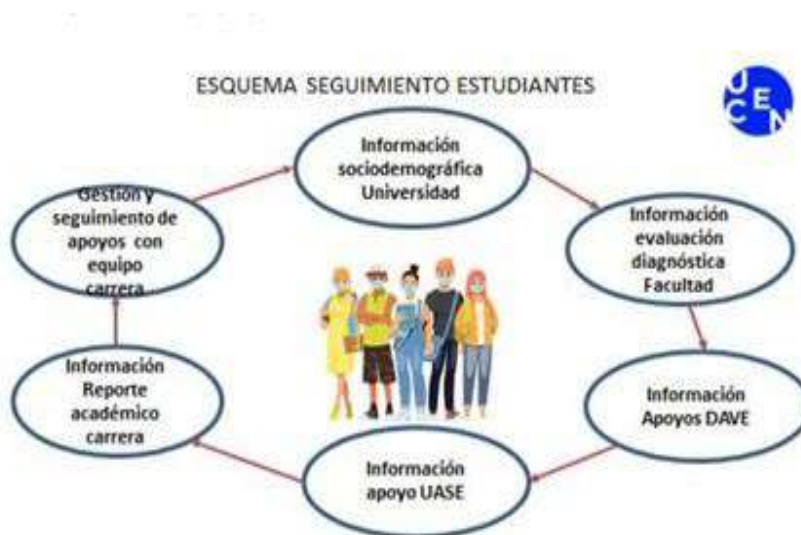 ESQUEMA SEGUIMIENTO ESTUDIANTES
UCEN
Información
sociodemográfica
Universidad
Información
evaluación
diagnóstica
Facultad
Información
Apoyos DAVE
Información
apoyo UASE
Información
Reporte
académico
carrera
Gestión y
seguimiento de
apoyos con
equipo
carrera